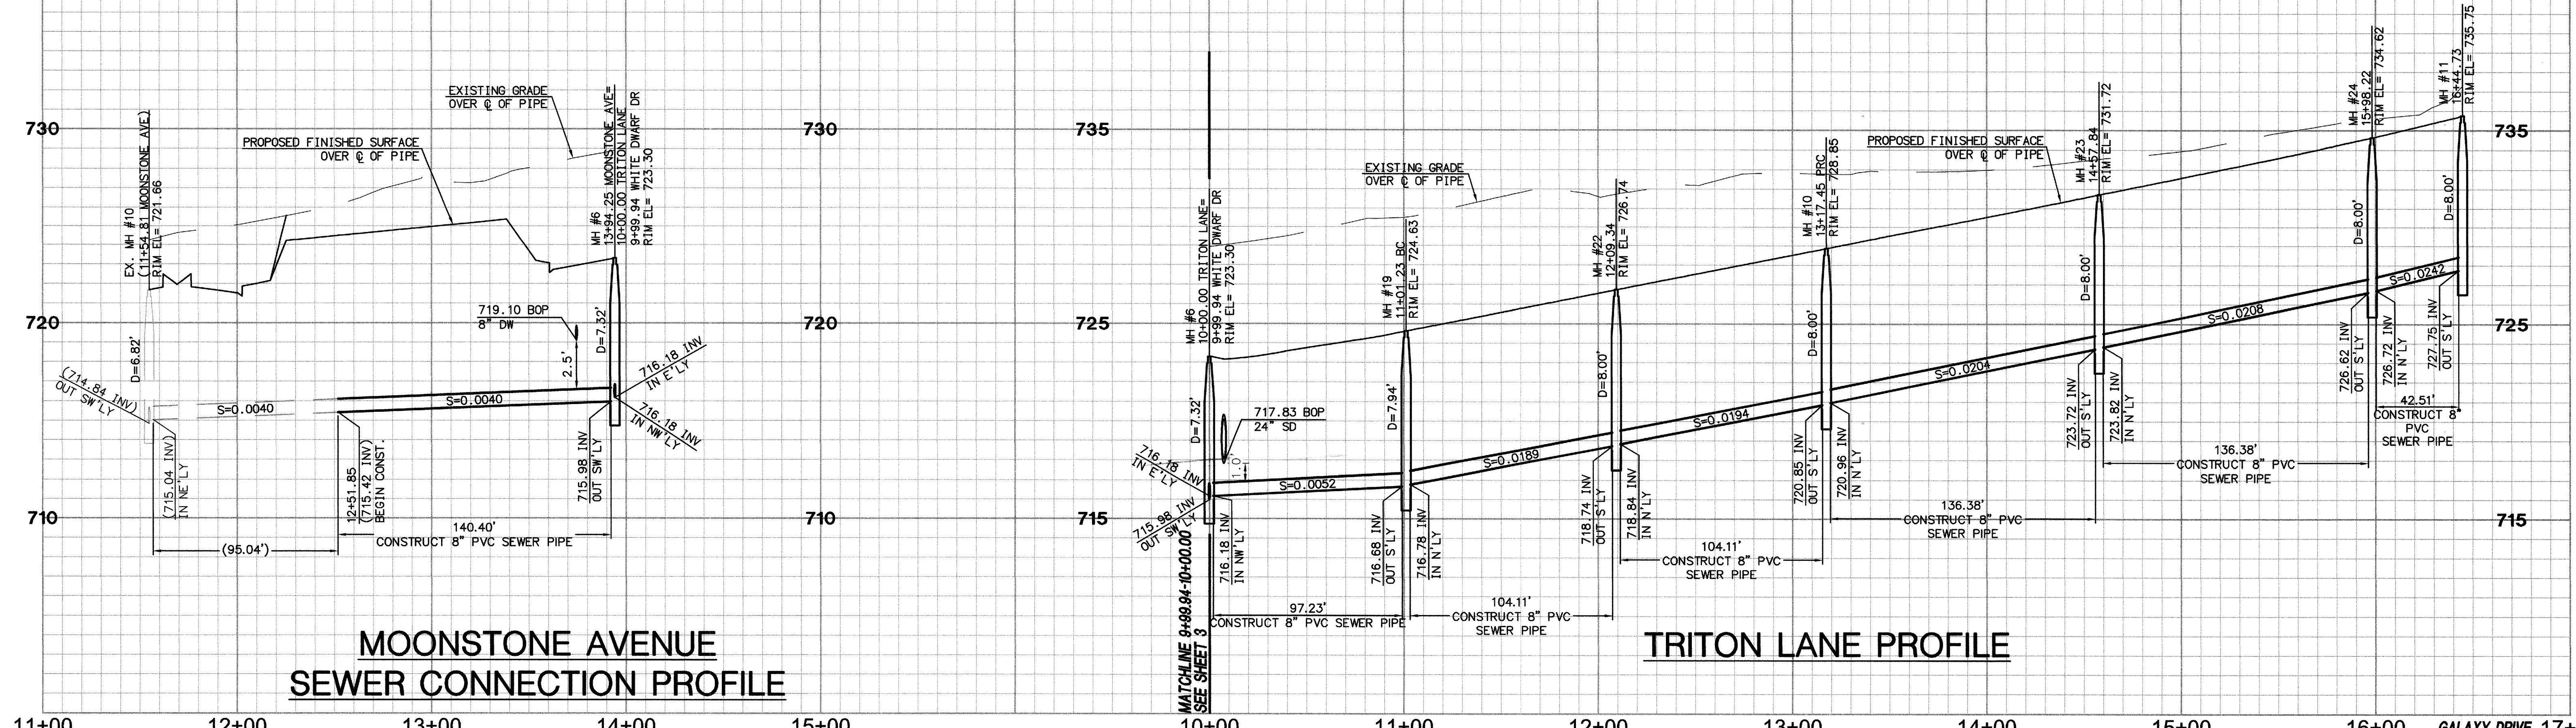 730
720
710
EX. MH #10
(11+54.81 MOONSTONE AVE)
RIM EL= 721.66
PROPOSED FINISHED SURFACE
OVER ℄ OF PIPE
EXISTING GRADE
OVER ℄ OF PIPE
MH #6
13+94.25 MOONSTONE AVE=
10+00.00 TRITON LANE
9+99.94 WHITE DWARF DR
RIM EL= 723.30
D=6.82'
719.10 BOP
8" DW
2.5'
D=7.32'
716.18 INV
IN E'LY
716.18 INV
IN NW'LY
(714.84 INV)
OUT SW'LY
S=0.0040
S=0.0040
(715.04 INV)
IN NE'LY
12+51.85
(715.42 INV)
BEGIN CONST.
715.98 INV
OUT SW'LY
140.40'
CONSTRUCT 8" PVC SEWER PIPE
(95.04')
MOONSTONE AVENUE
SEWER CONNECTION PROFILE
730
720
710
735
725
715
MH #6
10+00.00 TRITON LANE=
9+99.94 WHITE DWARF DR
RIM EL= 723.30
EXISTING GRADE
OVER ℄ OF PIPE
MH #19
11+01.23 BC
RIM EL= 724.63
MH #22
12+09.34
RIM EL= 726.74
MH #10
13+17.45 PRC
RIM EL= 728.85
PROPOSED FINISHED SURFACE
OVER ℄ OF PIPE
MH #23
14+57.84
RIM EL= 731.72
MH #24
15+98.22
RIM EL= 734.62
MH #11
16+44.73
RIM EL= 735.75
D=7.32'
717.83 BOP
24" SD
1.0'
D=7.94'
D=8.00'
D=8.00'
D=8.00'
D=8.00'
D=8.00'
716.18 INV
IN E'LY
715.98 INV
OUT SW'LY
S=0.0052
S=0.0189
S=0.0194
S=0.0204
S=0.0208
S=0.0242
716.18 INV
IN NW'LY
716.68 INV
OUT S'LY
716.78 INV
IN N'LY
718.74 INV
OUT S'LY
718.84 INV
IN N'LY
720.85 INV
OUT S'LY
720.96 INV
IN N'LY
723.72 INV
OUT S'LY
723.82 INV
IN N'LY
726.62 INV
OUT S'LY
726.72 INV
IN N'LY
727.75 INV
OUT S'LY
97.23'
CONSTRUCT 8" PVC SEWER PIPE
104.11'
CONSTRUCT 8" PVC
SEWER PIPE
104.11'
CONSTRUCT 8" PVC
SEWER PIPE
136.38'
CONSTRUCT 8" PVC
SEWER PIPE
136.38'
CONSTRUCT 8" PVC
SEWER PIPE
42.51'
CONSTRUCT 8"
PVC
SEWER PIPE
735
725
715
MATCHLINE 9+99.94-10+00.00
SEE SHEET 3
TRITON LANE PROFILE
11+00 12+00 13+00 14+00 15+00 10+00 11+00 12+00 13+00 14+00 15+00 16+00
GALAXY DRIVE